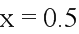 x = 0.5